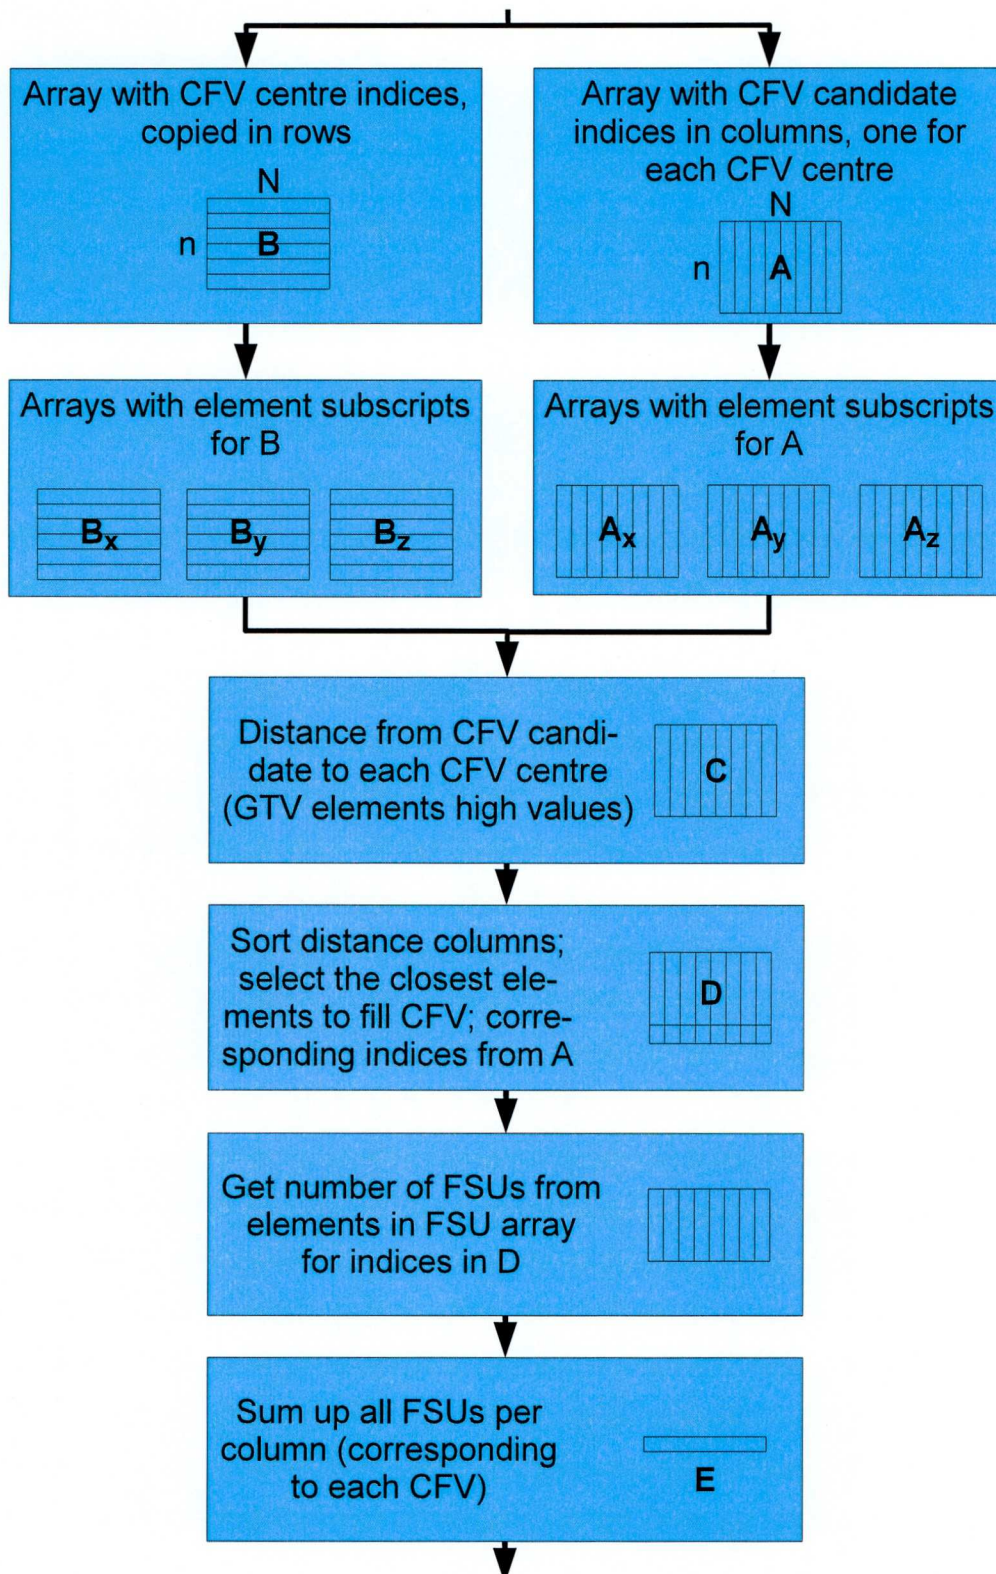 Array with CFV centre indices,
copied in rows
N
n
B
Array with CFV candidate
indices in columns, one for
each CFV centre
N
n
A
Arrays with element subscripts
for B
Bx By Bz
Arrays with element subscripts
for A
Ax Ay Az
Distance from CFV candi-
date to each CFV centre
(GTV elements high values)
C
Sort distance columns;
select the closest ele-
ments to fill CFV; corre-
sponding indices from A
D
Get number of FSUs from
elements in FSU array
for indices in D
Sum up all FSUs per
column (corresponding
to each CFV)
E